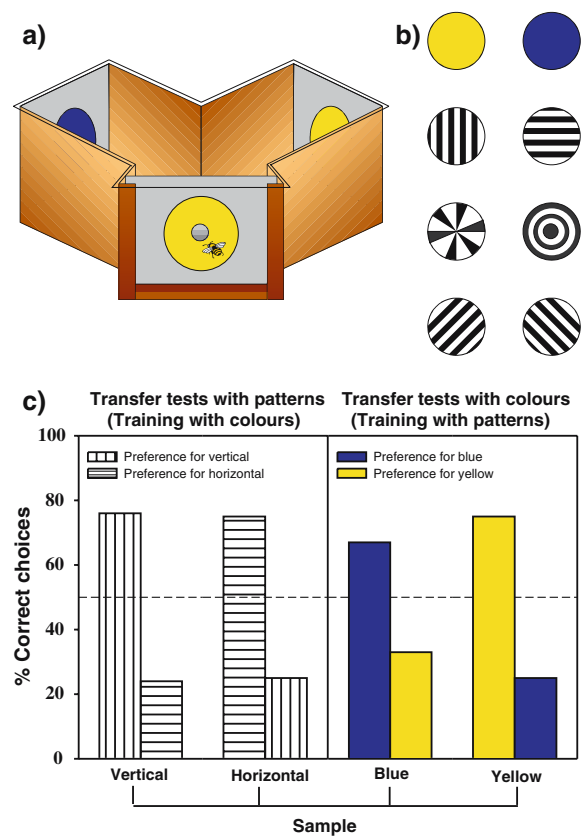 a)
b)
c)
Transfer tests with patterns
(Training with colours)
Transfer tests with colours
(Training with patterns)
% Correct choices
100
80
60
40
20
0
Preference for vertical
Preference for horizontal
Preference for blue
Preference for yellow
Vertical
Horizontal
Blue
Yellow
Sample